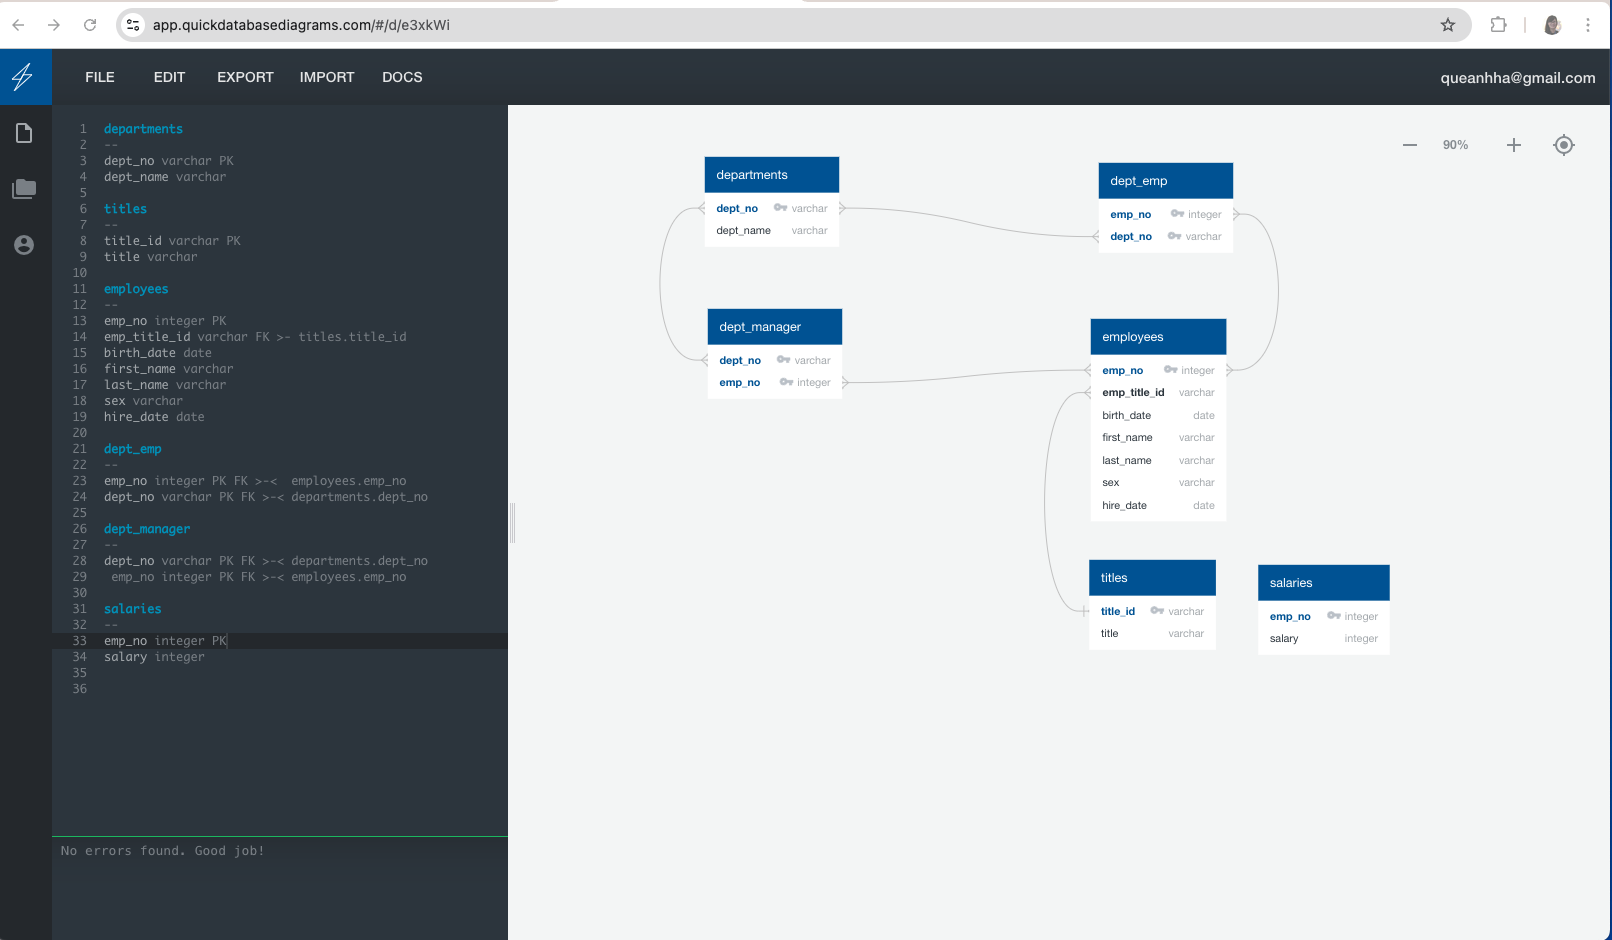 app.quickdatabasediagrams.com/#/d/e3xkWi
FILE EDIT EXPORT IMPORT DOCS
queanhha@gmail.com
1 departments
2 --
3 dept_no varchar PK
4 dept_name varchar
5
6 titles
7 --
8 title_id varchar PK
9 title varchar
10
11 employees
12 --
13 emp_no integer PK
14 emp_title_id varchar FK >- titles.title_id
15 birth_date date
16 first_name varchar
17 last_name varchar
18 sex varchar
19 hire_date date
20
21 dept_emp
22 --
23 emp_no integer PK FK >-<  employees.emp_no
24 dept_no varchar PK FK >-< departments.dept_no
25
26 dept_manager
27 --
28 dept_no varchar PK FK >-< departments.dept_no
29  emp_no integer PK FK >-< employees.emp_no
30
31 salaries
32 --
33 emp_no integer PK
34 salary integer
35
36
No errors found. Good job!
90%
departments
dept_no varchar
dept_name varchar
dept_emp
emp_no integer
dept_no varchar
dept_manager
dept_no varchar
emp_no integer
employees
emp_no integer
emp_title_id varchar
birth_date date
first_name varchar
last_name varchar
sex varchar
hire_date date
titles
title_id varchar
title varchar
salaries
emp_no integer
salary integer